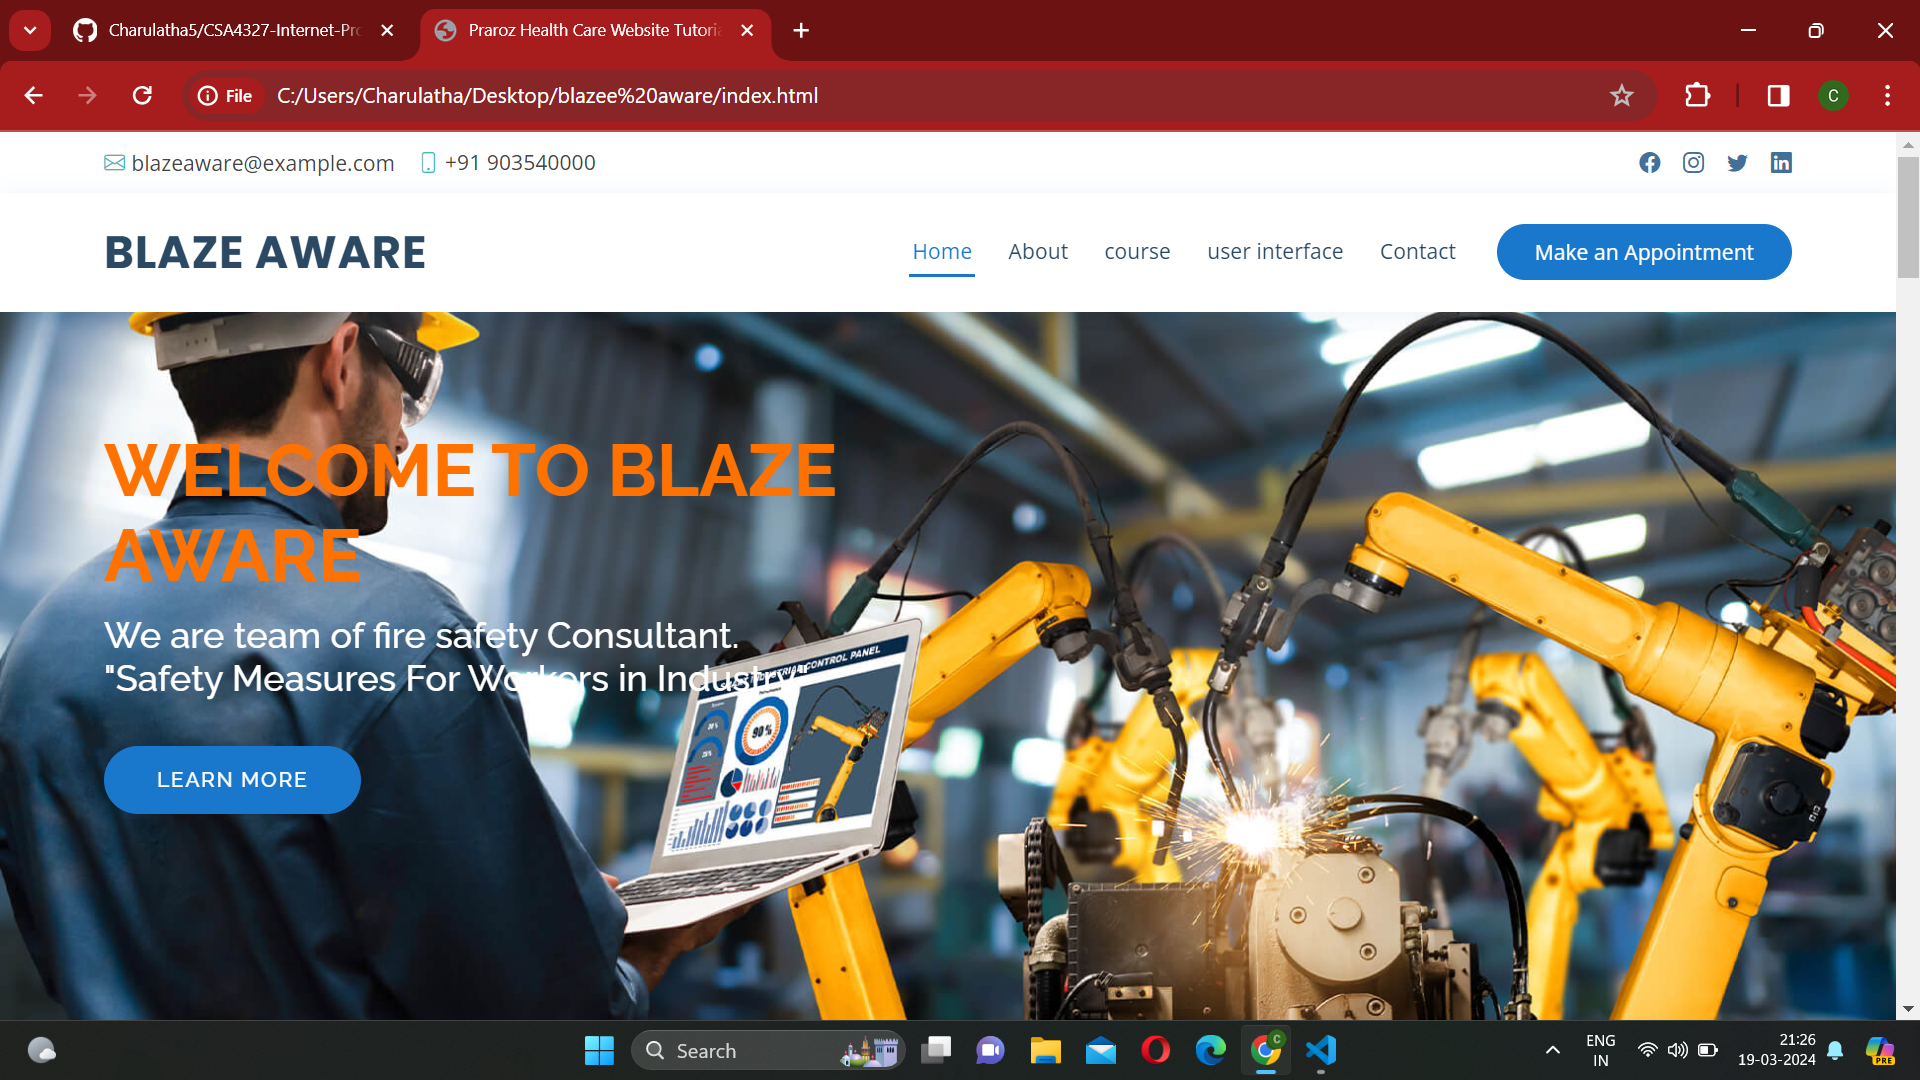 Charulatha5/CSA4327-Internet-Pro
Praroz Health Care Website Tutori
File
C:/Users/Charulatha/Desktop/blazee%20aware/index.html
C
blazeaware@example.com
+91 903540000
BLAZE AWARE
Home
About
course
user interface
Contact
Make an Appointment
WELCOME TO BLAZE
AWARE
We are team of fire safety Consultant.
"Safety Measures For Workers in Industry"
INDUSTRIAL CONTROL PANEL
90%
LEARN MORE
Search
C
ENG
IN
21:26
19-03-2024
PRE